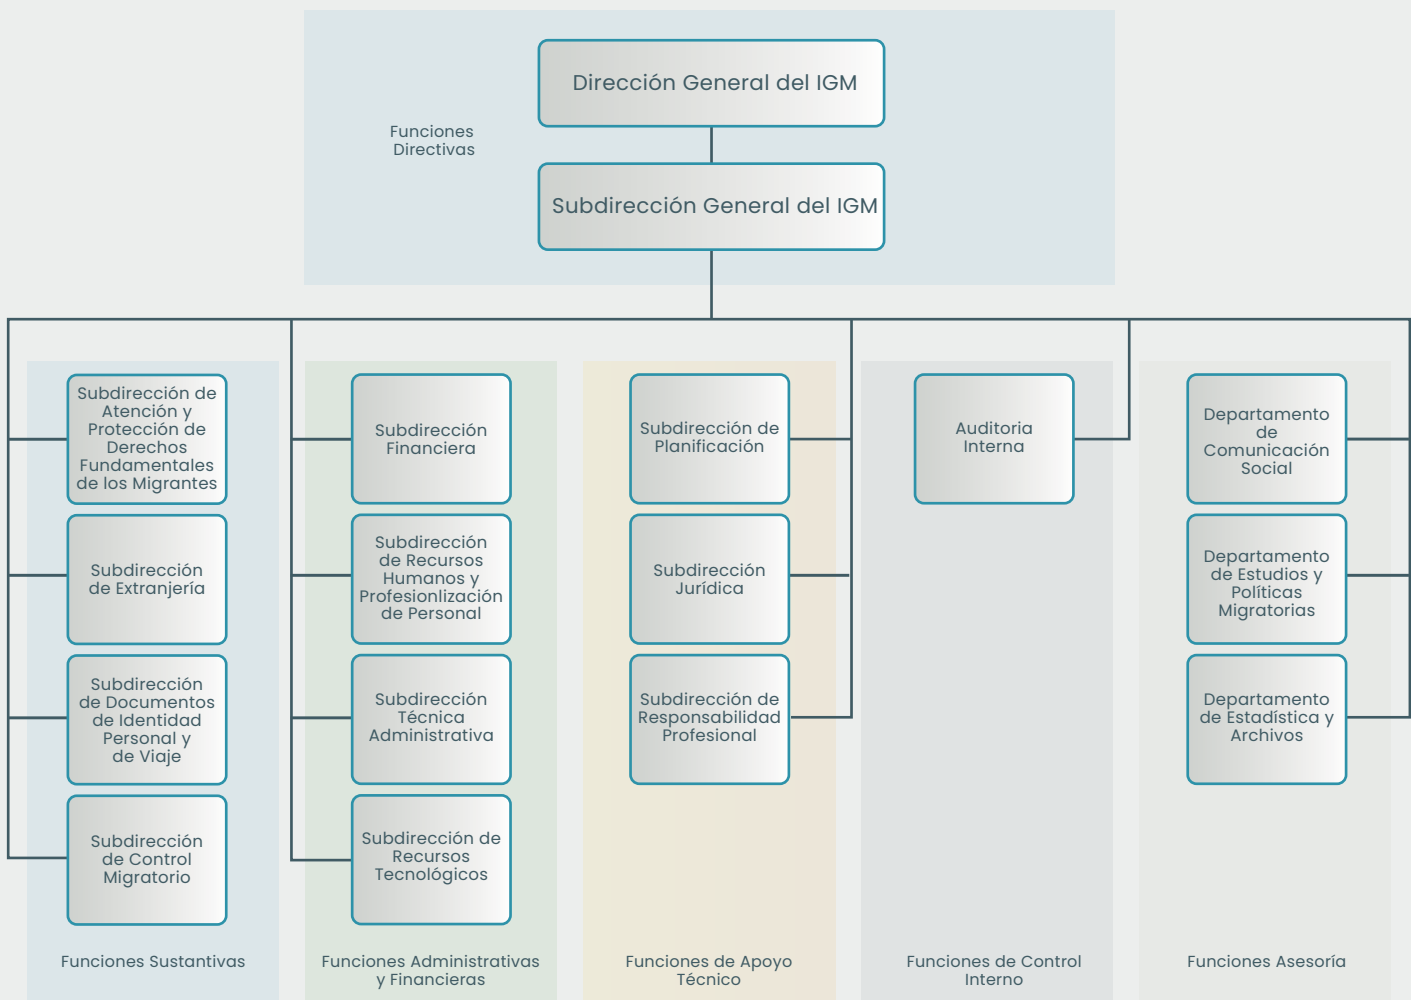 Dirección General del IGM
Funciones
Directivas
Subdirección General del IGM
Subdirección de
Atención y
Protección de
Derechos
Fundamentales
de los Migrantes
Subdirección
de Extranjería
Subdirección
de Documentos
de Identidad
Personal y
de Viaje
Subdirección
de Control
Migratorio
Funciones Sustantivas
Subdirección
Financiera
Subdirección
de Recursos
Humanos y
Profesionlización
de Personal
Subdirección
Técnica
Administrativa
Subdirección de
Recursos
Tecnológicos
Funciones Administrativas
y Financieras
Subdirección de
Planificación
Subdirección
Jurídica
Subdirección de
Responsabilidad
Profesional
Funciones de Apoyo
Técnico
Auditoria
Interna
Funciones de Control
Interno
Departamento
de
Comunicación
Social
Departamento
de Estudios y
Políticas
Migratorias
Departamento
de Estadística y
Archivos
Funciones Asesoría